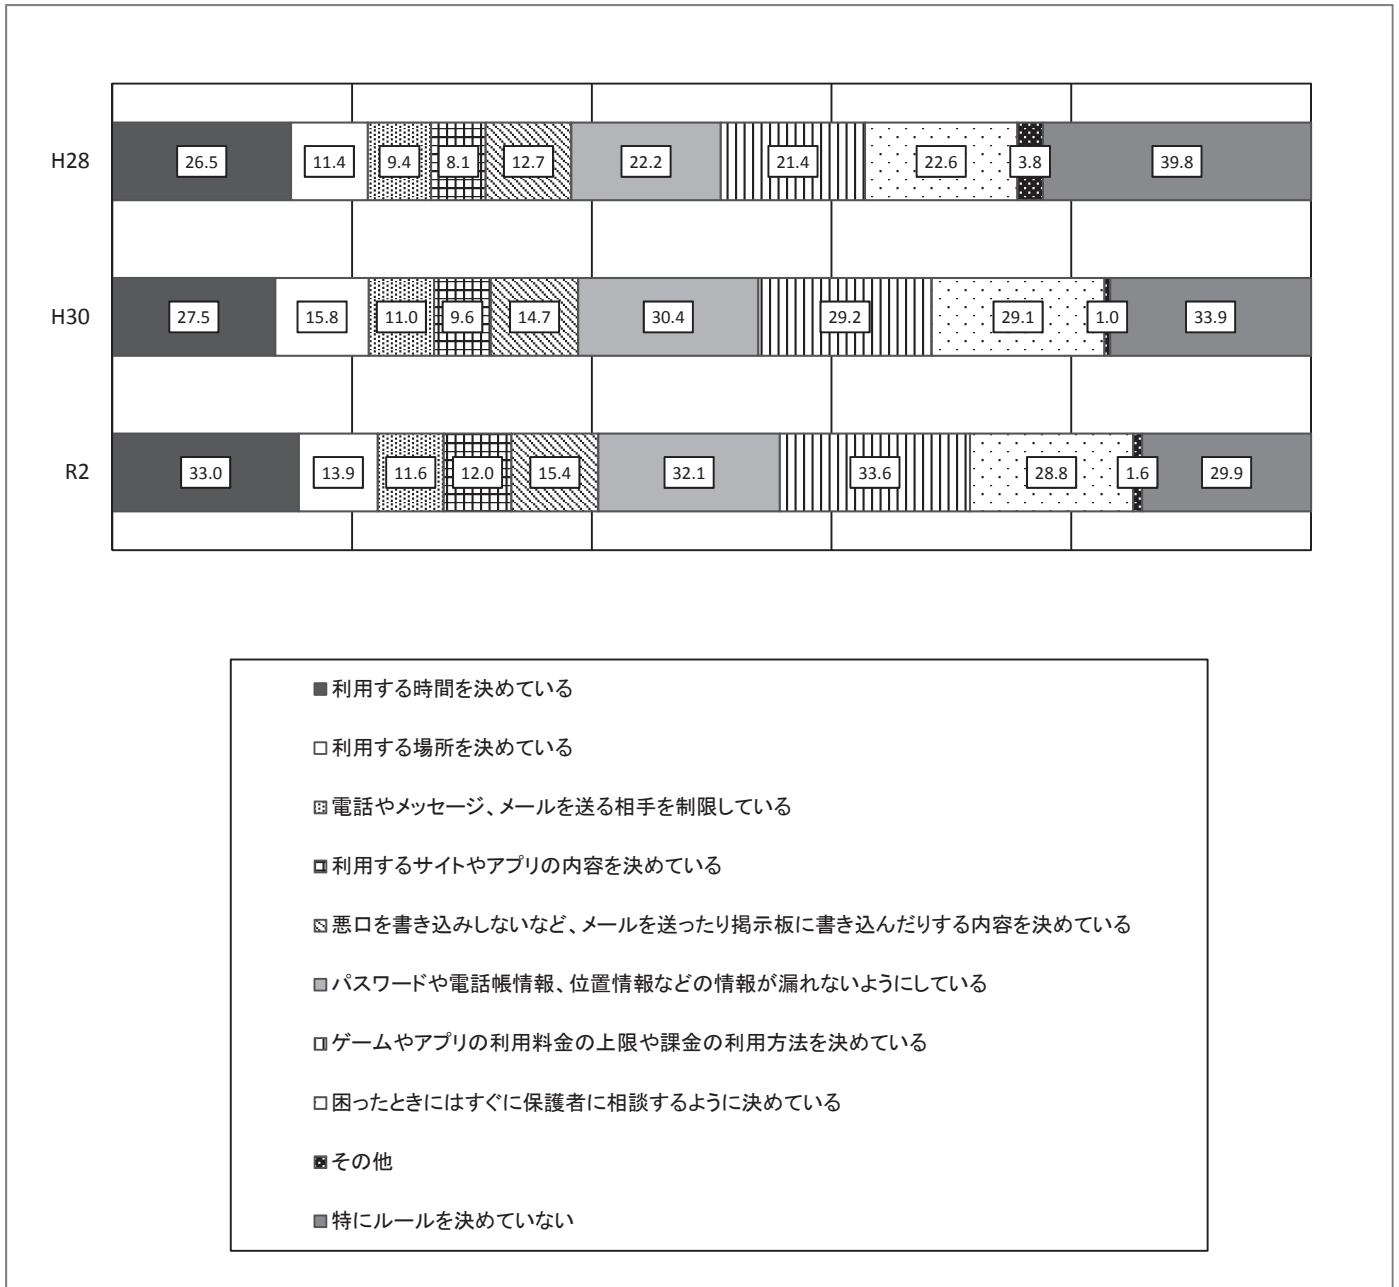 H28 26.5 11.4 9.4 8.1 12.7 22.2 21.4 22.6 3.8 39.8
H30 27.5 15.8 11.0 9.6 14.7 30.4 29.2 29.1 1.0 33.9
R2 33.0 13.9 11.6 12.0 15.4 32.1 33.6 28.8 1.6 29.9
利用する時間を決めている
利用する場所を決めている
電話やメッセージ、メールを送る相手を制限している
利用するサイトやアプリの内容を決めている
悪口を書き込みしないなど、メールを送ったり掲示板に書き込んだりする内容を決めている
パスワードや電話帳情報、位置情報などの情報が漏れないようにしている
ゲームやアプリの利用料金の上限や課金の利用方法を決めている
困ったときにはすぐに保護者に相談するように決めている
その他
特にルールを決めていない